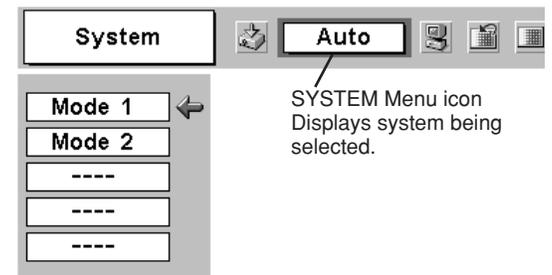 System
Auto
SYSTEM Menu icon
Displays system being
selected.
Mode 1
Mode 2
----
----
----